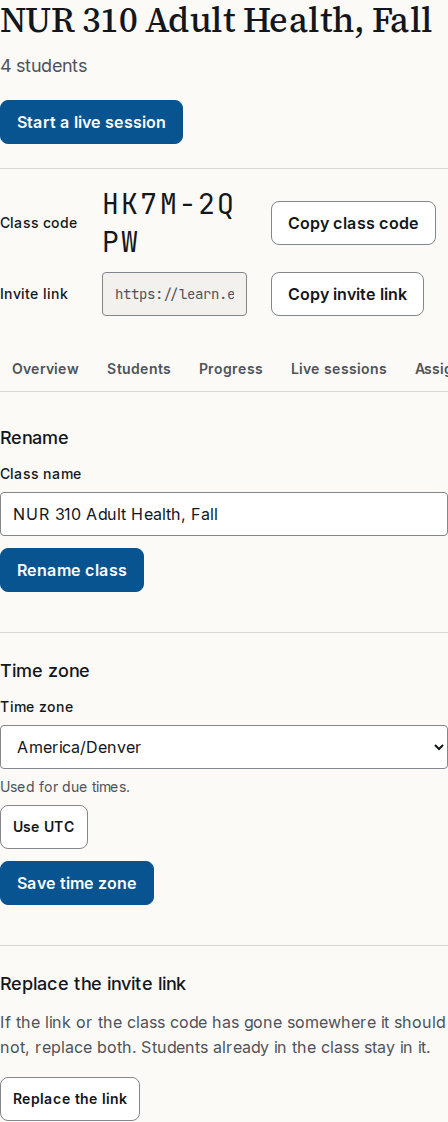 NUR 310 Adult Health, Fall
4 students
Start a live session
Class code
HK7M-2Q
PW
Copy class code
Invite link
https://learn.e
Copy invite link
Overview Students Progress Live sessions Assig
Rename
Class name
NUR 310 Adult Health, Fall
Rename class
Time zone
Time zone
America/Denver
Used for due times.
Use UTC
Save time zone
Replace the invite link
If the link or the class code has gone somewhere it should
not, replace both. Students already in the class stay in it.
Replace the link